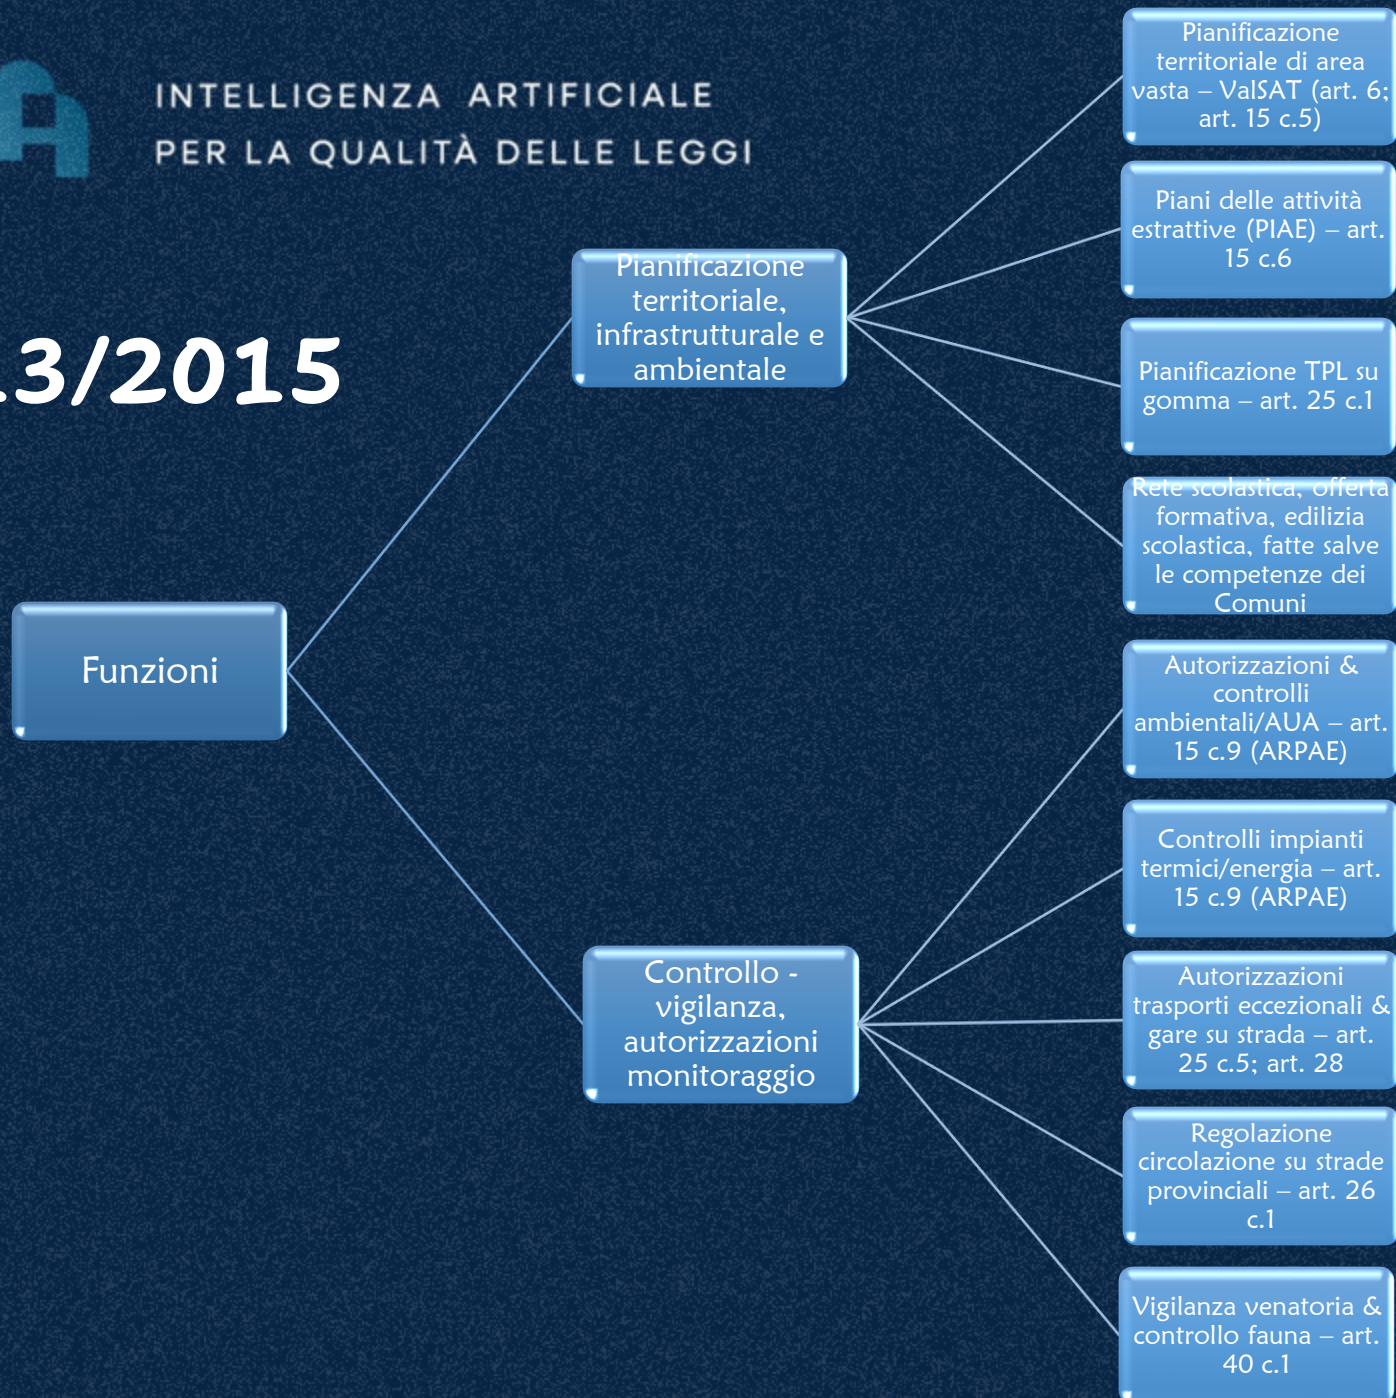 INTELLIGENZA ARTIFICIALE
PER LA QUALITÀ DELLE LEGGI
13/2015
Funzioni
Pianificazione
territoriale,
infrastrutturale e
ambientale
Pianificazione
territoriale di area
vasta – ValSAT (art. 6;
art. 15 c.5)
Piani delle attività
estrattive (PIAE) – art.
15 c.6
Pianificazione TPL su
gomma – art. 25 c.1
Rete scolastica, offerta
formativa, edilizia
scolastica, fatte salve
le competenze dei
Comuni
Controllo -
vigilanza,
autorizzazioni
monitoraggio
Autorizzazioni &
controlli
ambientali/AUA – art.
15 c.9 (ARPAE)
Controlli impianti
termici/energia – art.
15 c.9 (ARPAE)
Autorizzazioni
trasporti eccezionali &
gare su strada – art.
25 c.5; art. 28
Regolazione
circolazione su strade
provinciali – art. 26
c.1
Vigilanza venatoria &
controllo fauna – art.
40 c.1